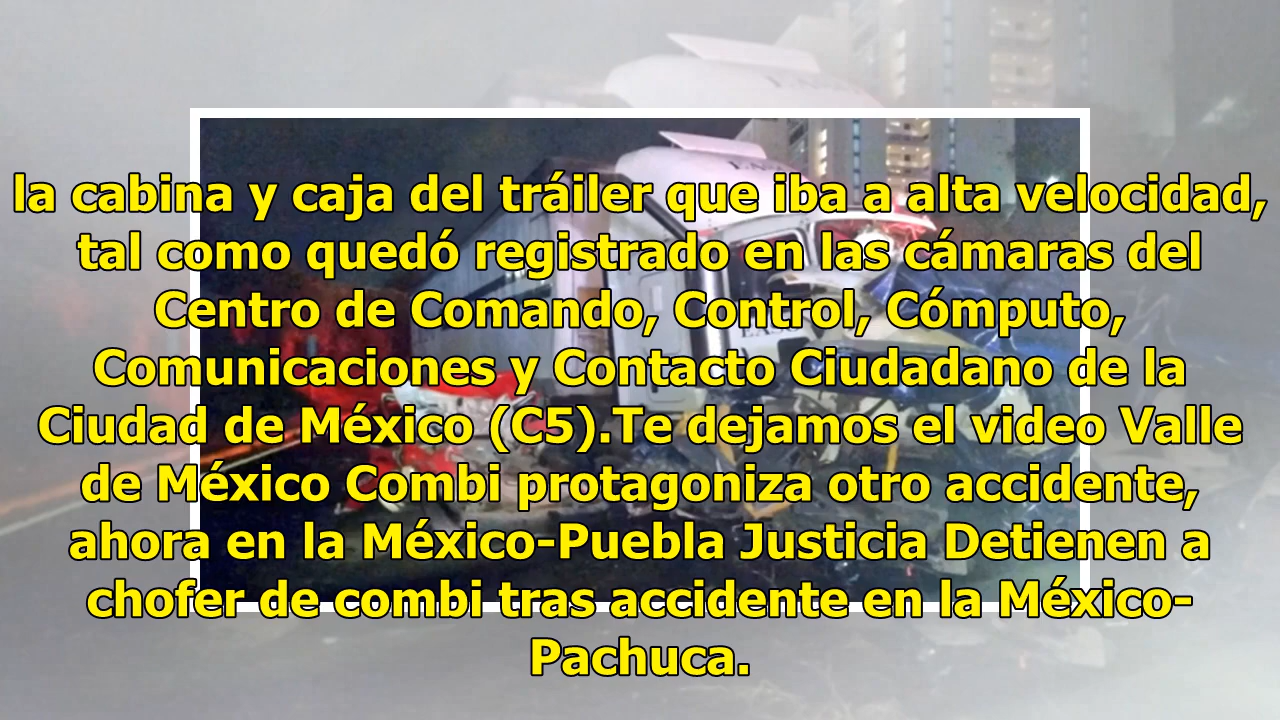 la cabina y caja del tráiler que iba a alta velocidad,
tal como quedó registrado en las cámaras del
Centro de Comando, Control, Cómputo,
Comunicaciones y Contacto Ciudadano de la
Ciudad de México (C5).Te dejamos el video Valle
de México Combi protagoniza otro accidente,
ahora en la México-Puebla Justicia Detienen a
chofer de combi tras accidente en la México-
Pachuca.